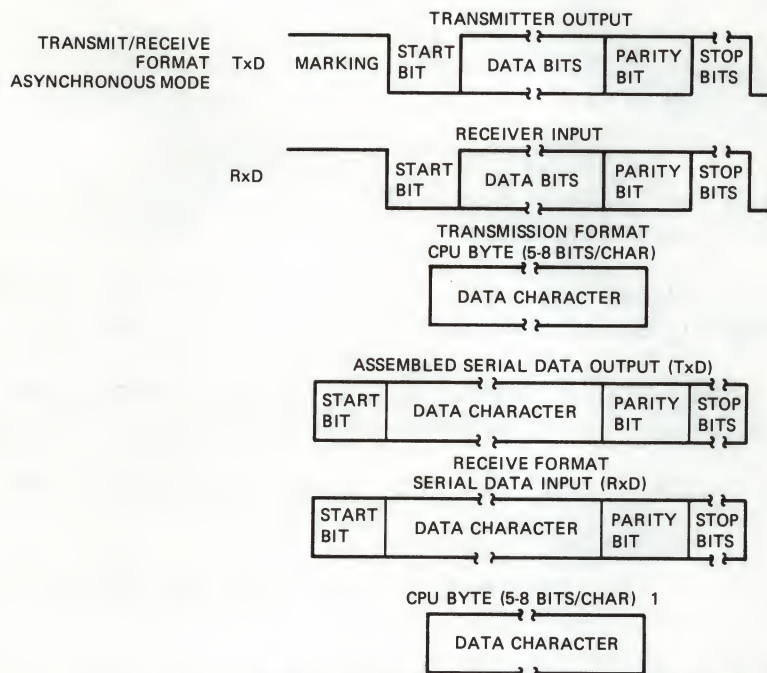 TRANSMITTER OUTPUT
TRANSMIT/RECEIVE
FORMAT
ASYNCHRONOUS MODE
TxD
MARKING
START
BIT
DATA BITS
PARITY
BIT
STOP
BITS
RECEIVER INPUT
RxD
START
BIT
DATA BITS
PARITY
BIT
STOP
BITS
TRANSMISSION FORMAT
CPU BYTE (5-8 BITS/CHAR)
DATA CHARACTER
ASSEMBLED SERIAL DATA OUTPUT (TxD)
START
BIT
DATA CHARACTER
PARITY
BIT
STOP
BITS
RECEIVE FORMAT
SERIAL DATA INPUT (RxD)
START
BIT
DATA CHARACTER
PARITY
BIT
STOP
BITS
CPU BYTE (5-8 BITS/CHAR) 1
DATA CHARACTER